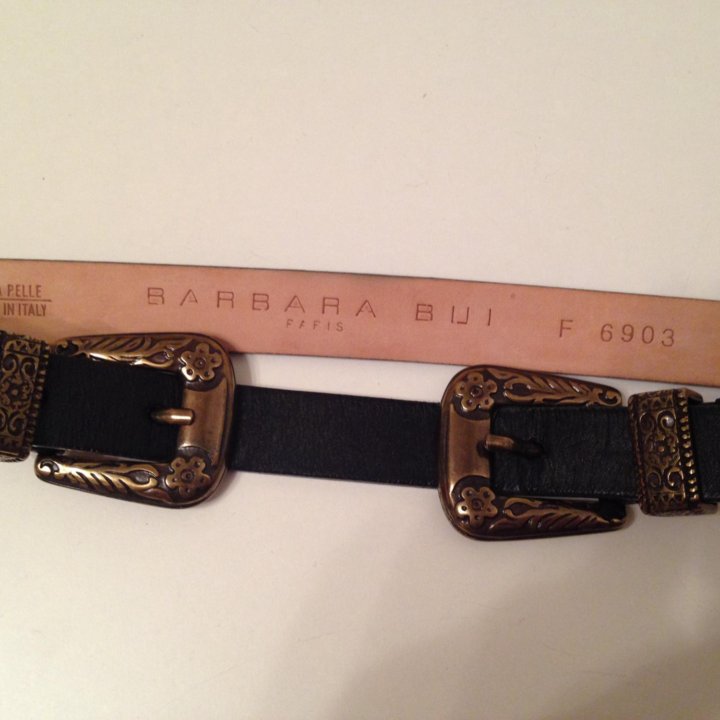 A PELLE
IN ITALY
BARBARA BUI
PARIS
F 6903